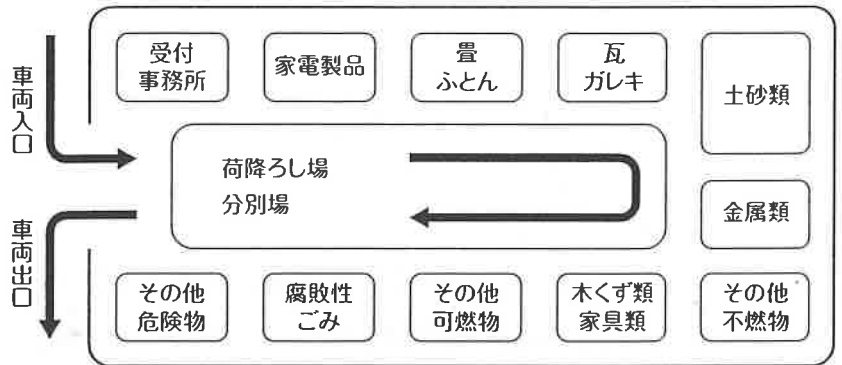 車両入口
車両出口
受付
事務所
家電製品
畳
ふとん
瓦
ガレキ
土砂類
荷降ろし場
分別場
金属類
その他
危険物
腐敗性
ごみ
その他
可燃物
木くず類
家具類
その他
不燃物